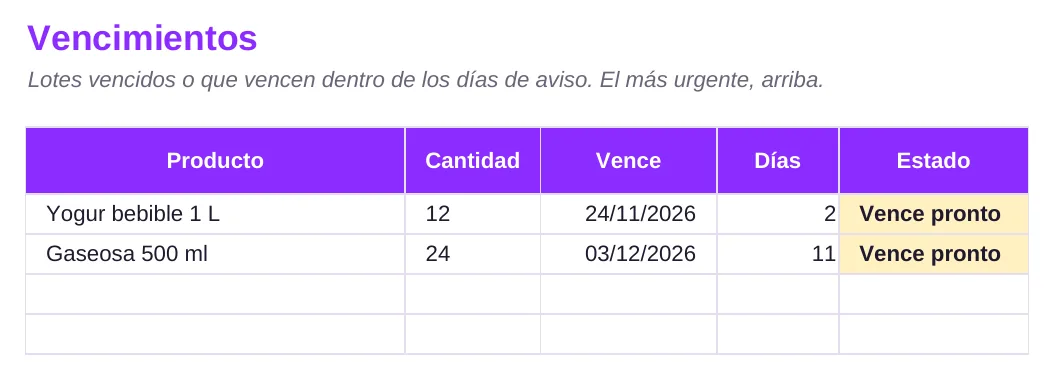 Vencimientos
Lotes vencidos o que vencen dentro de los días de aviso. El más urgente, arriba.
Producto Cantidad Vence Días Estado
Yogur bebible 1 L 12 24/11/2026 2 Vence pronto
Gaseosa 500 ml 24 03/12/2026 11 Vence pronto